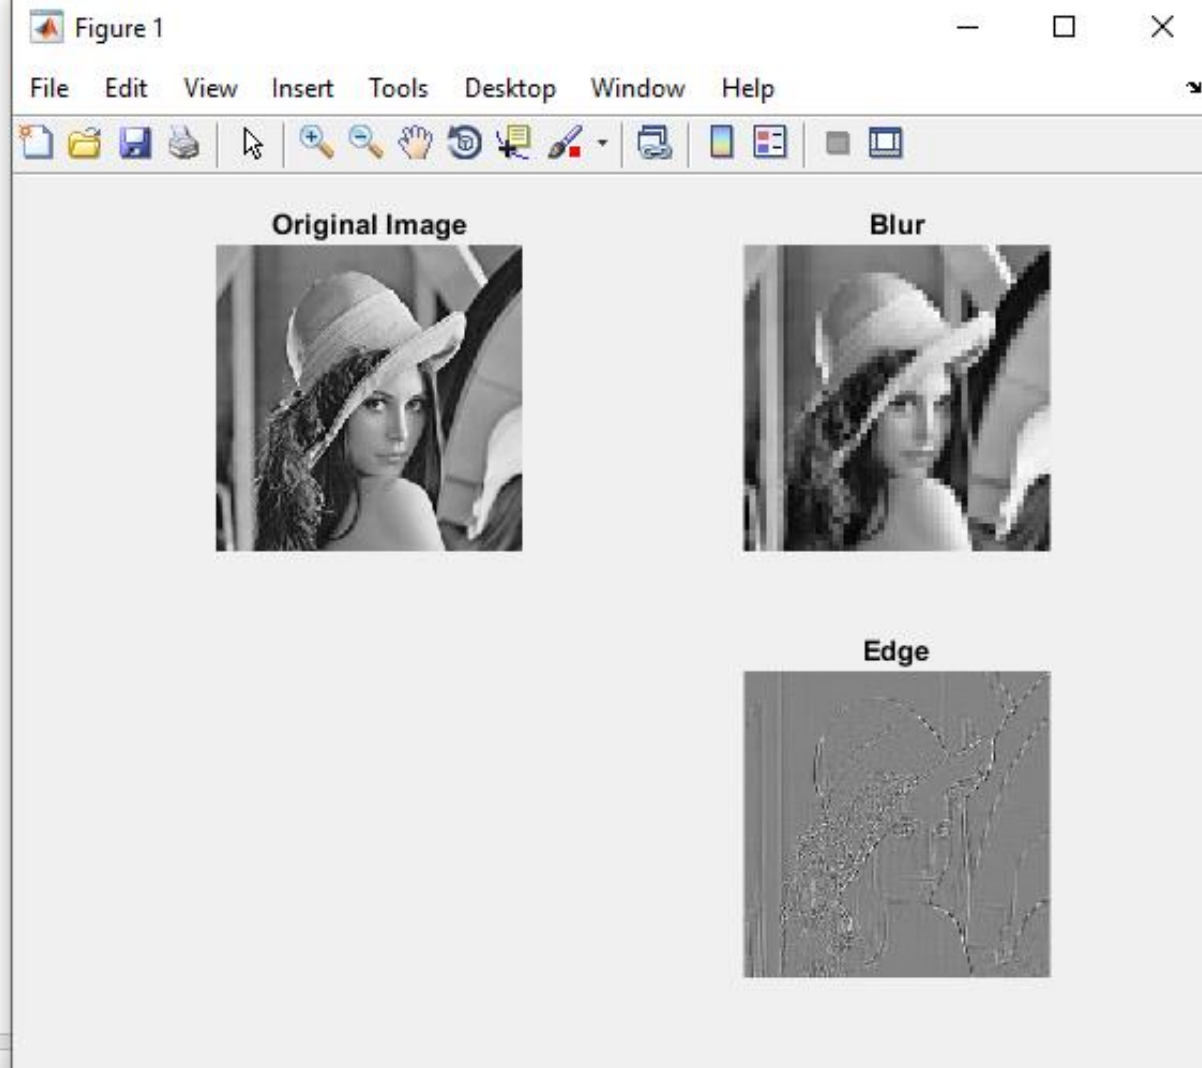 Figure 1
File Edit View Insert Tools Desktop Window Help
Original Image
Blur
Edge